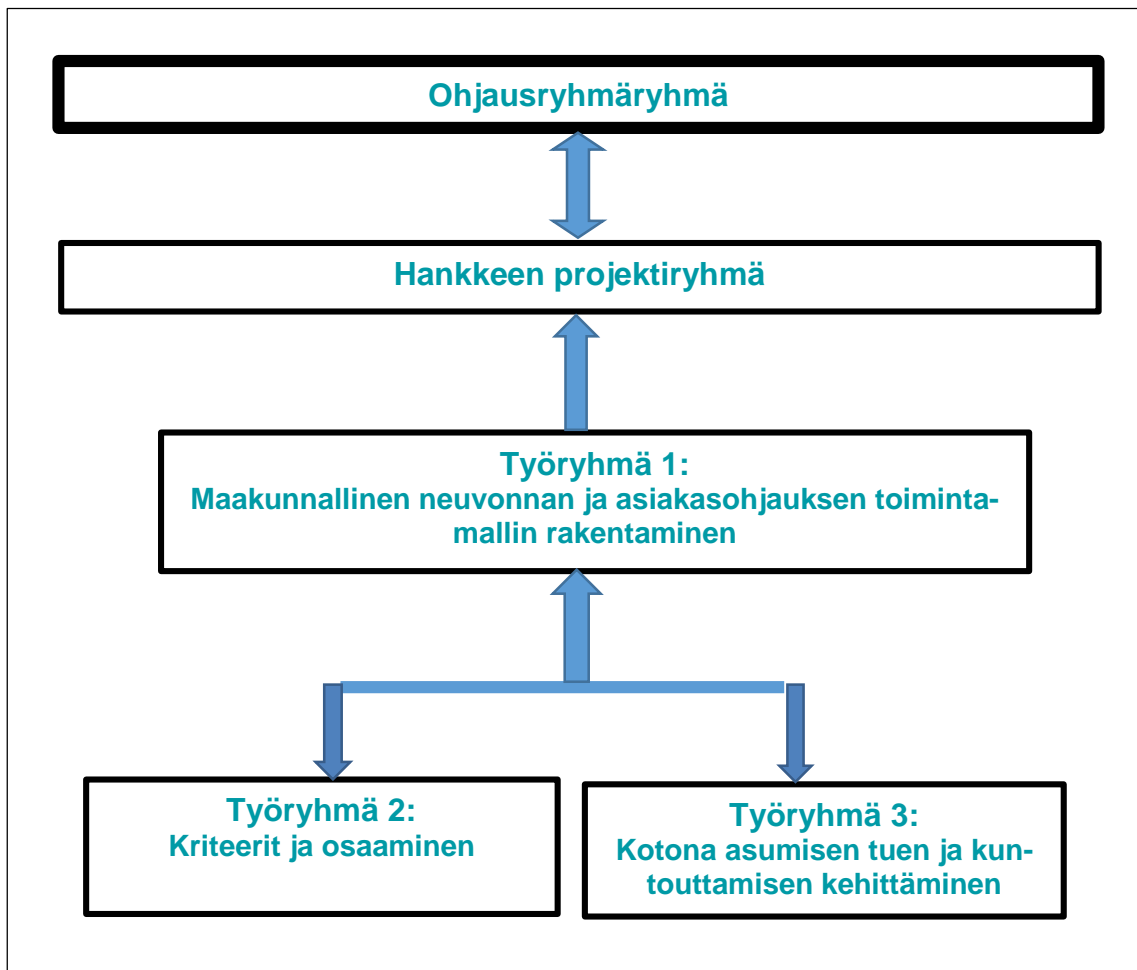 Ohjausryhmäryhmä
Hankkeen projektiryhmä
Työryhmä 1:
Maakunnallinen neuvonnan ja asiakasohjauksen toiminta-
mallin rakentaminen
Työryhmä 2:
Kriteerit ja osaaminen
Työryhmä 3:
Kotona asumisen tuen ja kun-
touttamisen kehittäminen